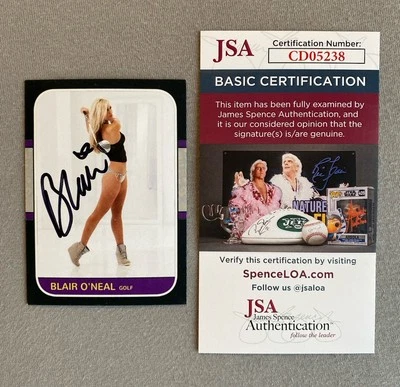 Blair
BLAIR O'NEAL GOLF
JSA
Certification Number:
CD05238
BASIC CERTIFICATION
This item has been fully examined by
James Spence Authentication, and
it is our considered opinion that the
signature(s) is/are genuine.
NATURE
Verify this certification by visiting
SpenceLOA.com
Follow us @jsaloa
JSA
James Spence
Authentication
follow the leader